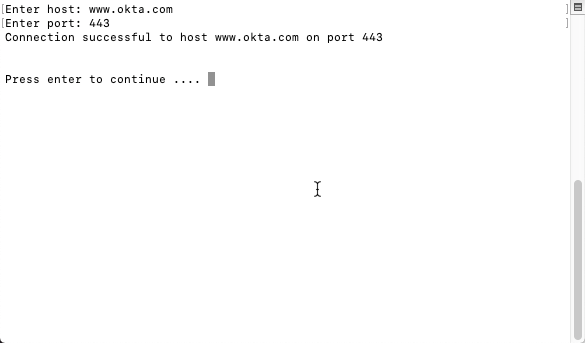 [Enter host: www.okta.com ]
[Enter port: 443 ]
Connection successful to host www.okta.com on port 443
Press enter to continue ....